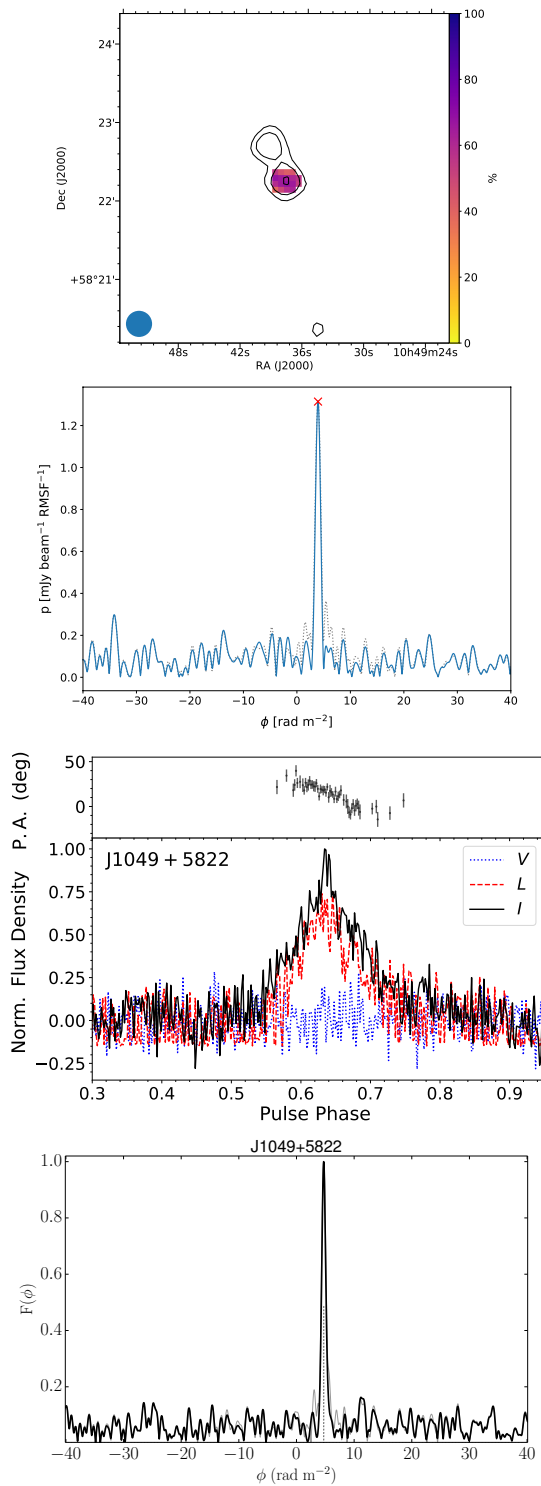 24'
23'
22'
+58°21'
Dec (J2000)
48s 42s 36s 30s 10h49m24s
RA (J2000)
100
80
60
40
20
0
%
1.2
1.0
0.8
0.6
0.4
0.2
0.0
p [mJy beam⁻¹ RMSF⁻¹]
−40 −30 −20 −10 0 10 20 30 40
ϕ [rad m⁻²]
50
0
P.A. (deg)
J1049 + 5822
V
L
I
1.00
0.75
0.50
0.25
0.00
−0.25
Norm. Flux Density
0.3 0.4 0.5 0.6 0.7 0.8 0.9
Pulse Phase
J1049+5822
1.0
0.8
0.6
0.4
0.2
F(ϕ)
−40 −30 −20 −10 0 10 20 30 40
ϕ (rad m⁻²)